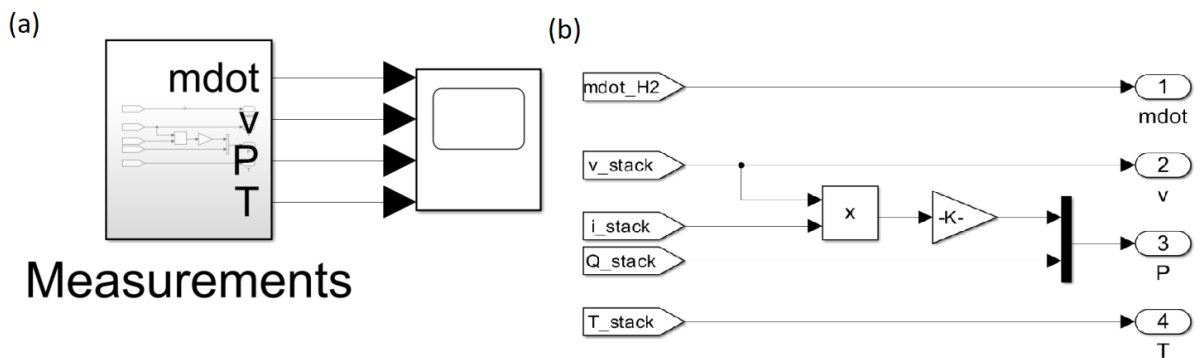 (a)
mdot
v
P
T
Measurements
(b)
mdot_H2
1
mdot
v_stack
2
v
x
-K-
i_stack
Q_stack
3
P
T_stack
4
T